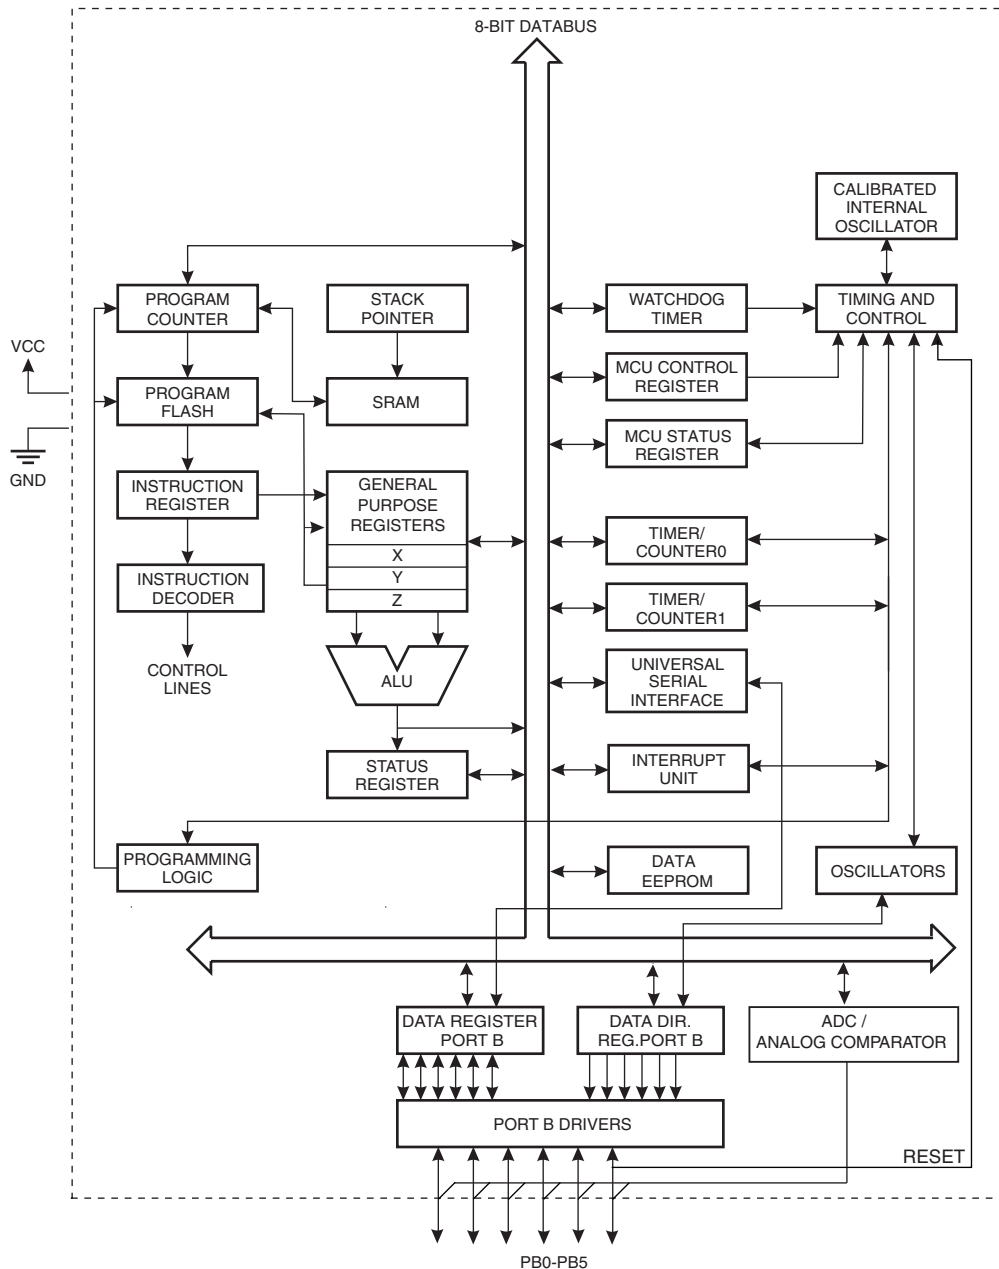 8-BIT DATABUS
CALIBRATED
INTERNAL
OSCILLATOR
PROGRAM
COUNTER
STACK
POINTER
WATCHDOG
TIMER
TIMING AND
CONTROL
VCC
PROGRAM
FLASH
SRAM
MCU CONTROL
REGISTER
MCU STATUS
REGISTER
GND
INSTRUCTION
REGISTER
GENERAL
PURPOSE
REGISTERS
X
Y
Z
TIMER/
COUNTER0
INSTRUCTION
DECODER
TIMER/
COUNTER1
CONTROL
LINES
ALU
UNIVERSAL
SERIAL
INTERFACE
STATUS
REGISTER
INTERRUPT
UNIT
PROGRAMMING
LOGIC
DATA
EEPROM
OSCILLATORS
DATA REGISTER
PORT B
DATA DIR.
REG.PORT B
ADC /
ANALOG COMPARATOR
PORT B DRIVERS
RESET
PB0-PB5